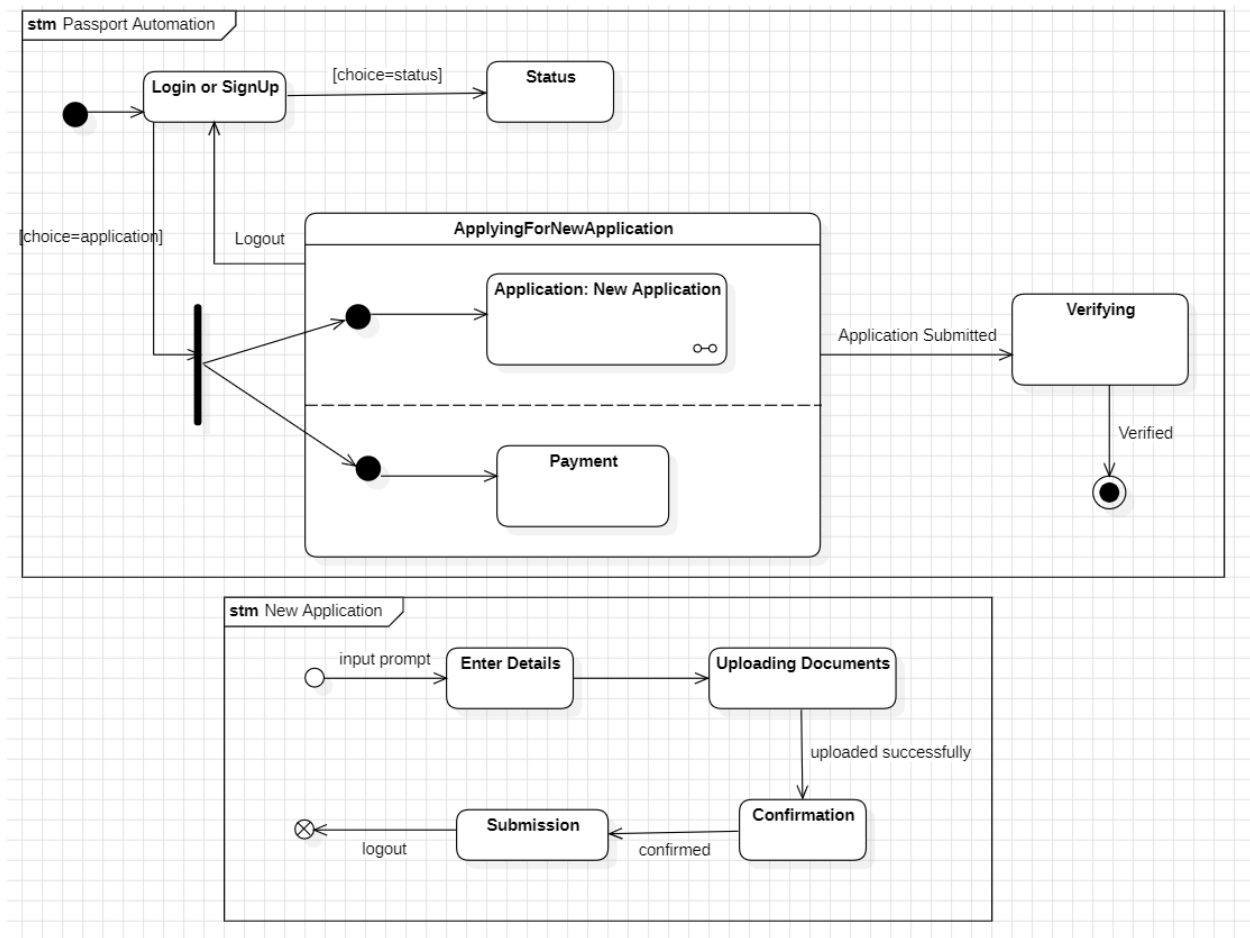 stm Passport Automation
Login or SignUp
[choice=status]
Status
[choice=application]
Logout
ApplyingForNewApplication
Application: New Application
Application Submitted
Verifying
Verified
Payment
stm New Application
input prompt
Enter Details
Uploading Documents
uploaded successfully
Confirmation
confirmed
Submission
logout